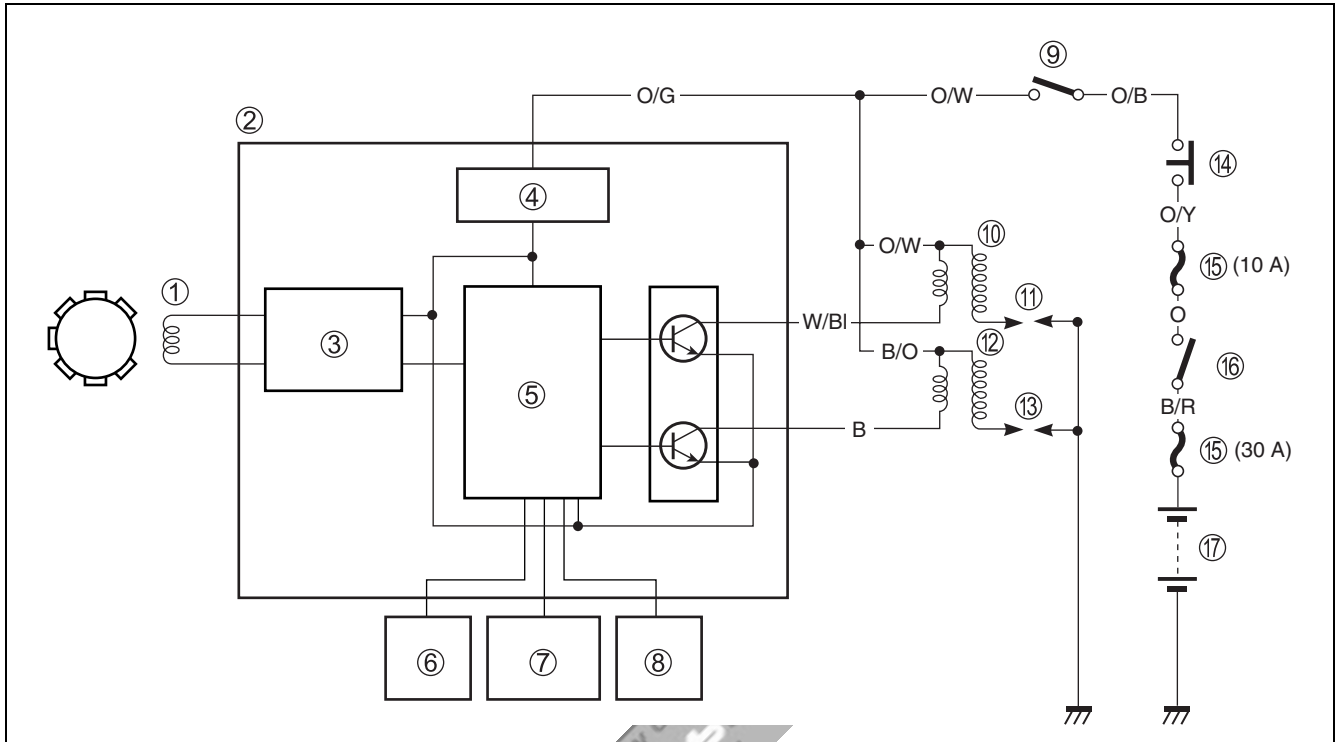 ⑨
O/G
O/W
O/B
②
⑭
④
O/Y
O/W
⑩
⑮ (10 A)
①
⑪
O
③
W/Bl
B/O
⑫
⑯
⑤
⑬
B/R
B
⑮ (30 A)
⑰
⑥
⑦
⑧